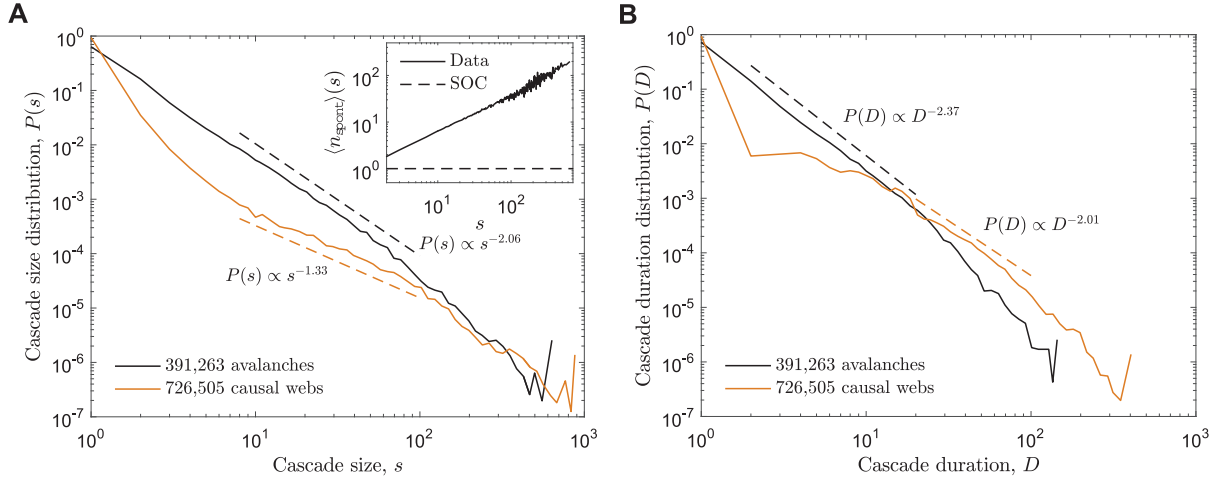 A
Cascade size distribution, P(s)
10^0
10^-1
10^-2
10^-3
10^-4
10^-5
10^-6
10^-7
10^0
10^1
10^2
10^3
Cascade size, s
P(s) ∝ s^-2.06
P(s) ∝ s^-1.33
391,263 avalanches
726,505 causal webs
⟨n_spont⟩(s)
10^2
10^1
10^0
10^1
10^2
s
Data
SOC
B
Cascade duration distribution, P(D)
10^0
10^-1
10^-2
10^-3
10^-4
10^-5
10^-6
10^-7
10^0
10^1
10^2
10^3
Cascade duration, D
P(D) ∝ D^-2.37
P(D) ∝ D^-2.01
391,263 avalanches
726,505 causal webs